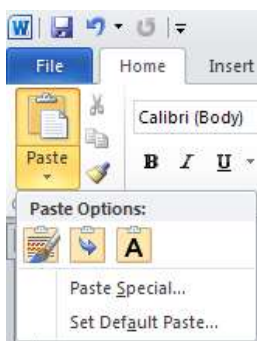 W
File Home Insert
Calibri (Body)
Paste
B I U
Paste Options:
A
Paste Special...
Set Default Paste...